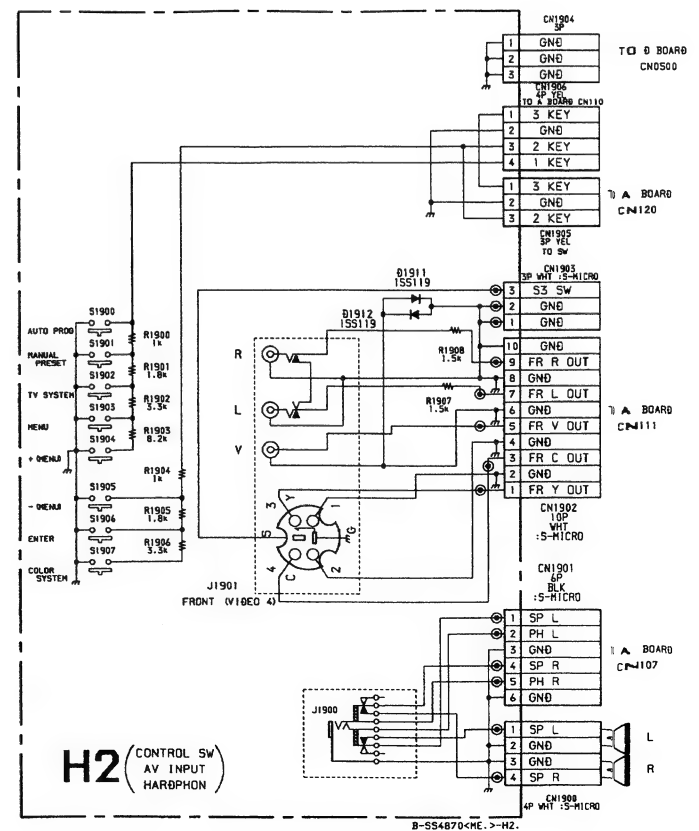 CN1904
3P
1 GND
2 GND
3 GND
TO D BOARD
CN0500
CN1906
4P YEL
TO A BOARD CN110
1 3 KEY
2 GND
3 2 KEY
4 1 KEY
1 3 KEY
2 GND
3 2 KEY
TO A BOARD
CN120
CN1905
3P YEL
TO SW
CN1903
3P WHT :S-MICRO
3 S3 SW
2 GND
1 GND
D1911
1SS119
D1912
1SS119
10 GND
9 FR R OUT
8 GND
7 FR L OUT
6 GND
5 FR V OUT
4 GND
3 FR C OUT
2 GND
1 FR Y OUT
TO A BOARD
CN111
CN1902
10P
WHT
:S-MICRO
R1908
1.5k
R1907
1.5k
R
L
V
3 Y 1
S G
4 C 2
J1901
FRONT (VIDEO 4)
S1900
AUTO PROG
S1901
MANUAL
PRESET
S1902
TV SYSTEM
S1903
MENU
S1904
+ (MENU)
S1905
- (MENU)
S1906
ENTER
S1907
COLOR
SYSTEM
R1900
1k
R1901
1.8k
R1902
3.3k
R1903
8.2k
R1904
1k
R1905
1.8k
R1906
3.3k
CN1901
6P
BLK
:S-MICRO
1 SP L
2 PH L
3 GND
4 SP R
5 PH R
6 GND
A BOARD
CN107
J1900
1 SP L
2 GND
3 GND
4 SP R
L
R
CN1900
4P WHT :S-MICRO
H2 (CONTROL SW
AV INPUT
HARDPHON)
B-SS4870<ME.>-H2.